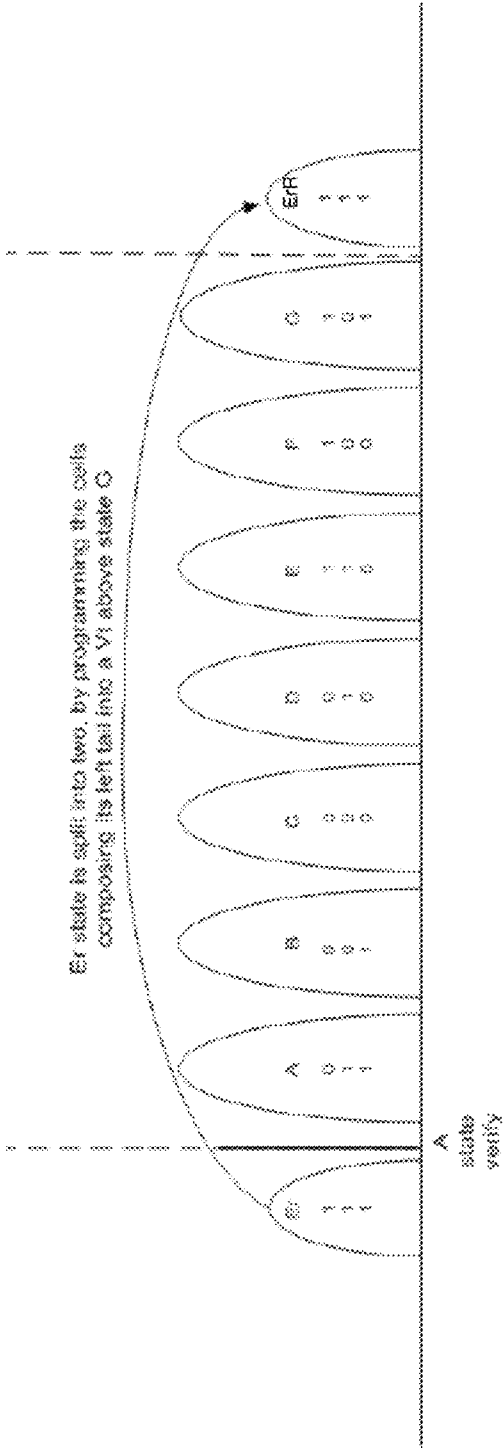 Er state is split into two, by programming the cells
composing its left tail into a Vt above state G
Er A B C D E F G ErR
1 0 0 0 0 1 1 1 1
1 1 0 0 1 1 0 0 1
1 1 1 0 0 0 0 1 1
A
state
verify